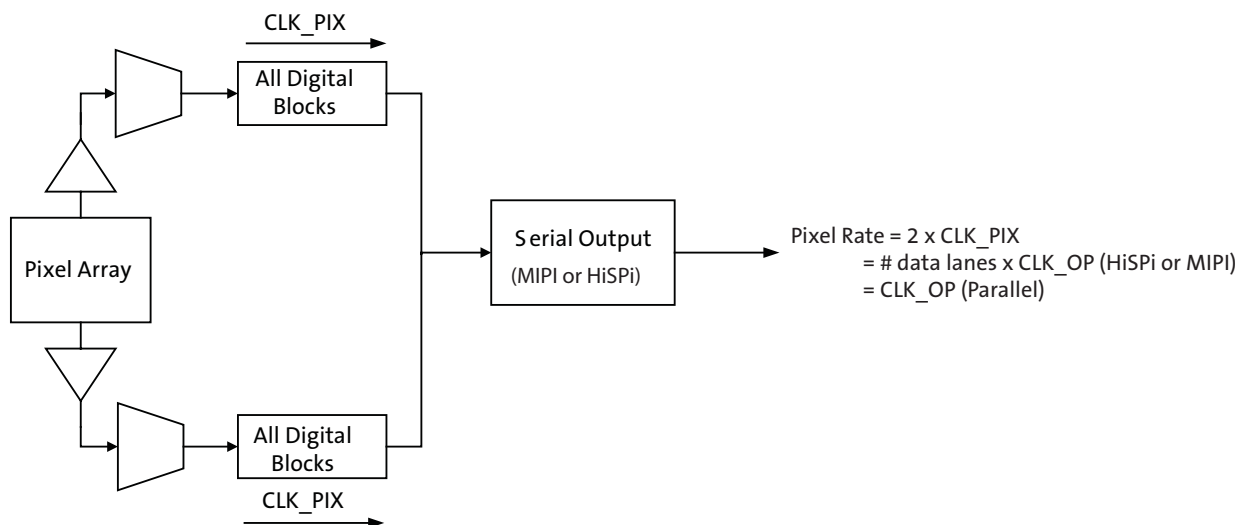 CLK_PIX
All Digital
Blocks
Pixel Array
Serial Output
(MIPI or HiSPi)
Pixel Rate = 2 x CLK_PIX
= # data lanes x CLK_OP (HiSPi or MIPI)
= CLK_OP (Parallel)
All Digital
Blocks
CLK_PIX